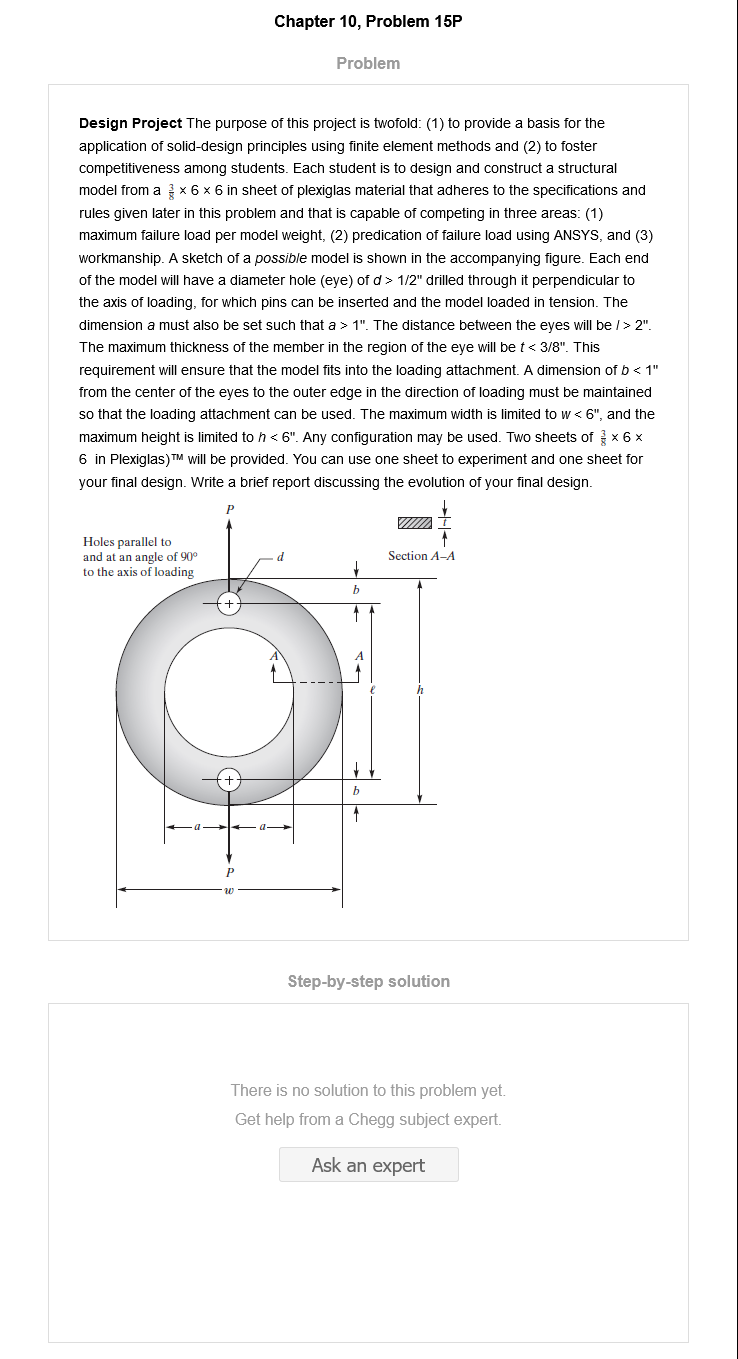 Chapter 10, Problem 15P
Problem
Design Project The purpose of this project is twofold: (1) to provide a basis for the
application of solid-design principles using finite element methods and (2) to foster
competitiveness among students. Each student is to design and construct a structural
model from a 3/8 × 6 × 6 in sheet of plexiglas material that adheres to the specifications and
rules given later in this problem and that is capable of competing in three areas: (1)
maximum failure load per model weight, (2) predication of failure load using ANSYS, and (3)
workmanship. A sketch of a possible model is shown in the accompanying figure. Each end
of the model will have a diameter hole (eye) of d > 1/2" drilled through it perpendicular to
the axis of loading, for which pins can be inserted and the model loaded in tension. The
dimension a must also be set such that a > 1". The distance between the eyes will be l > 2".
The maximum thickness of the member in the region of the eye will be t < 3/8". This
requirement will ensure that the model fits into the loading attachment. A dimension of b < 1"
from the center of the eyes to the outer edge in the direction of loading must be maintained
so that the loading attachment can be used. The maximum width is limited to w < 6", and the
maximum height is limited to h < 6". Any configuration may be used. Two sheets of 3/8 × 6 ×
6 in Plexiglas)™ will be provided. You can use one sheet to experiment and one sheet for
your final design. Write a brief report discussing the evolution of your final design.
P
t
Holes parallel to
and at an angle of 90°
to the axis of loading
d
Section A–A
b
+
A
A
ℓ
h
+
b
a
a
P
w
Step-by-step solution
There is no solution to this problem yet.
Get help from a Chegg subject expert.
Ask an expert